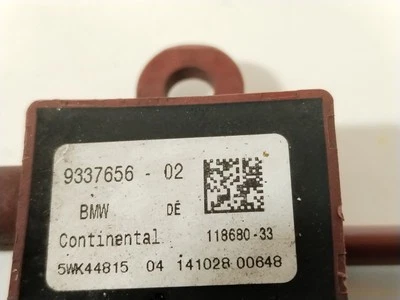 9337656 - 02
BMW DE
Continental 118680-33
5WK44815 04 141028 00648